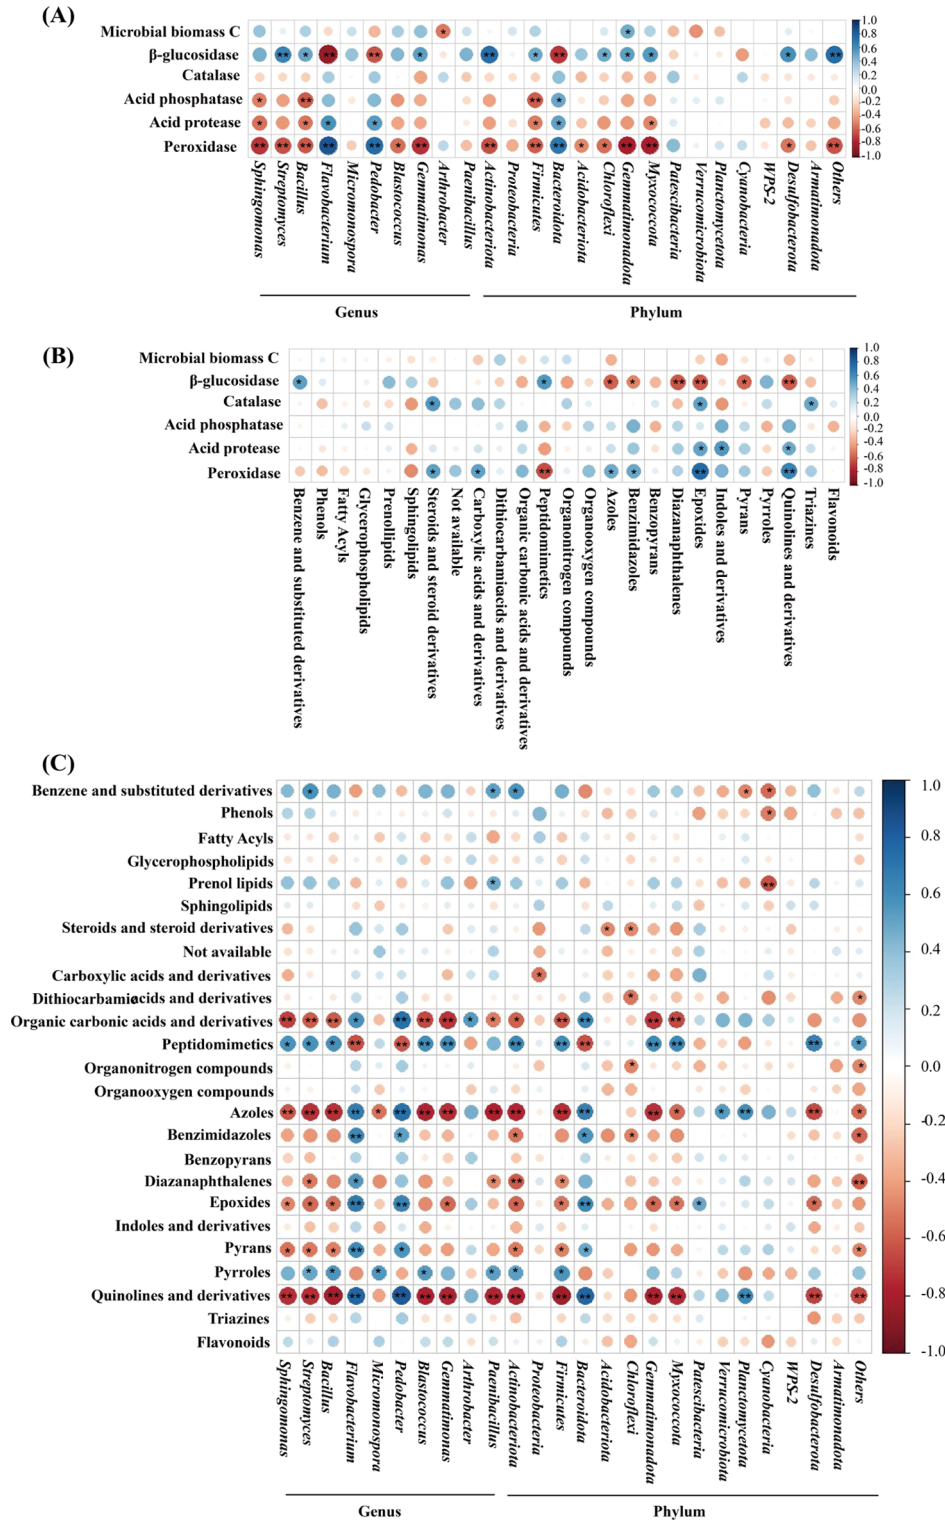 (A)
Microbial biomass C
β-glucosidase
Catalase
Acid phosphatase
Acid protease
Peroxidase
1.0
0.8
0.6
0.4
0.2
0
-0.2
-0.4
-0.6
-0.8
-1.0
Sphingomonas
Streptomyces
Bacillus
Flavobacterium
Micromonospora
Pedobacter
Blastococcus
Gemmatimonas
Arthrobacter
Paenibacillus
Actinobacteriota
Proteobacteria
Firmicutes
Bacteroidota
Acidobacteriota
Chloroflexi
Gemmatimonadota
Myxococcota
Patescibacteria
Verrucomicrobiota
Planctomycetota
Cyanobacteria
WPS-2
Desulfobacterota
Armatimonadota
Others
Genus
Phylum
(B)
Microbial biomass C
β-glucosidase
Catalase
Acid phosphatase
Acid protease
Peroxidase
1.0
0.8
0.6
0.4
0.2
0.0
-0.2
-0.4
-0.6
-0.8
-1.0
Benzene and substituted derivatives
Phenols
Fatty Acyls
Glycerophospholipids
Prenollipids
Sphingolipids
Steroids and steroid derivatives
Not available
Carboxylic acids and derivatives
Dithiocarbamicacids and derivatives
Organic carbonic acids and derivatives
Peptidomimetics
Organonitrogen compounds
Organooxygen compounds
Azoles
Benzimidazoles
Benzopyrans
Diazanaphthalenes
Epoxides
Indoles and derivatives
Pyrans
Pyrroles
Quinolines and derivatives
Triazines
Flavonoids
(C)
Benzene and substituted derivatives
Phenols
Fatty Acyls
Glycerophospholipids
Prenol lipids
Sphingolipids
Steroids and steroid derivatives
Not available
Carboxylic acids and derivatives
Dithiocarbamicacids and derivatives
Organic carbonic acids and derivatives
Peptidomimetics
Organonitrogen compounds
Organooxygen compounds
Azoles
Benzimidazoles
Benzopyrans
Diazanaphthalenes
Epoxides
Indoles and derivatives
Pyrans
Pyrroles
Quinolines and derivatives
Triazines
Flavonoids
1.0
0.8
0.6
0.4
0.2
0.0
-0.2
-0.4
-0.6
-0.8
-1.0
Sphingomonas
Streptomyces
Bacillus
Flavobacterium
Micromonospora
Pedobacter
Blastococcus
Gemmatimonas
Arthrobacter
Paenibacillus
Actinobacteriota
Proteobacteria
Firmicutes
Bacteroidota
Acidobacteriota
Chloroflexi
Gemmatimonadota
Myxococcota
Patescibacteria
Verrucomicrobiota
Planctomycetota
Cyanobacteria
WPS-2
Desulfobacterota
Armatimonadota
Others
Genus
Phylum